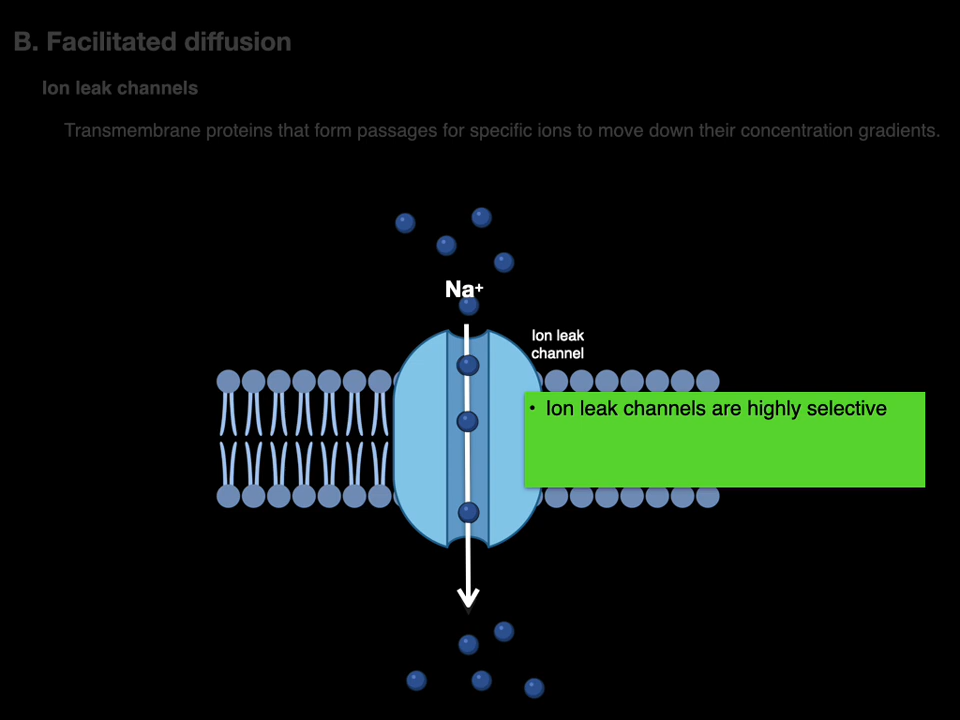 B. Facilitated diffusion
Ion leak channels
Transmembrane proteins that form passages for specific ions to move down their concentration gradients.
Na⁺
Ion leak
channel
• Ion leak channels are highly selective